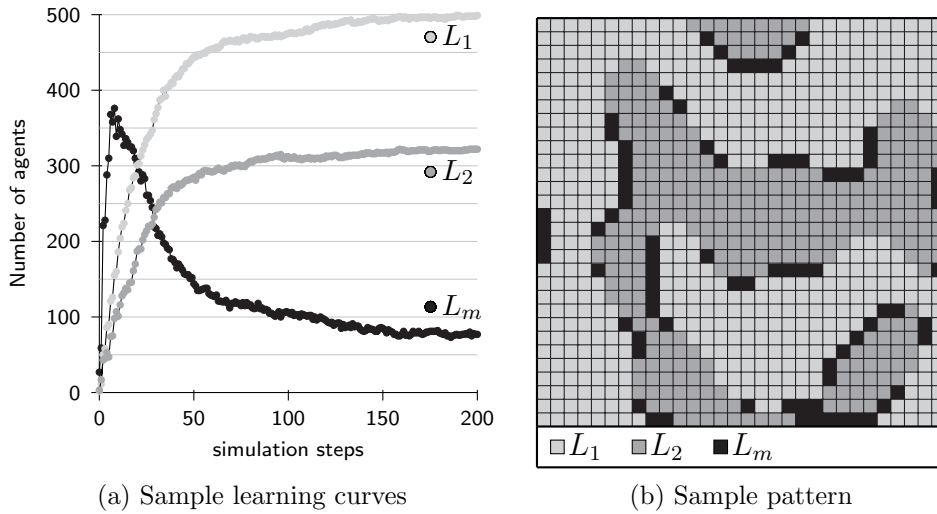 500
400
300
200
100
0
Number of agents
L1
L2
Lm
0 50 100 150 200
simulation steps
L1 L2 Lm
(a) Sample learning curves
(b) Sample pattern